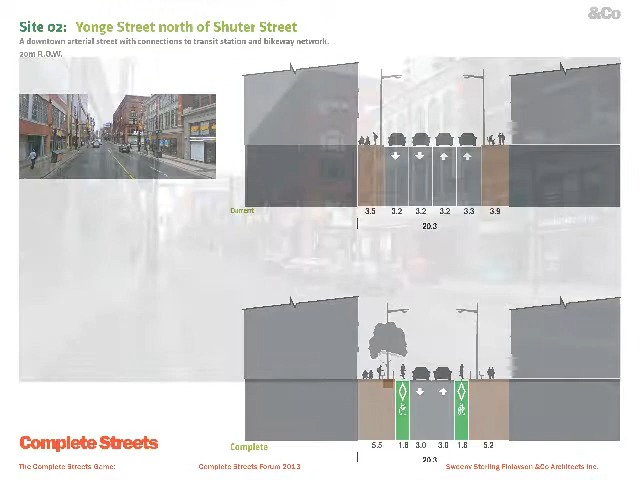 &Co
Site 02: Yonge Street north of Shuter Street
A downtown arterial street with connections to transit station and bikeway network.
20m R.O.W.
Current
3.5 3.2 3.2 3.2 3.3 3.9
20.3
Complete
5.5 1.8 3.0 3.0 1.8 5.2
20.3
Complete Streets
The Complete Streets Game:
Complete Streets Forum 2013
Sweeny Sterling Finlayson &Co Architects Inc.